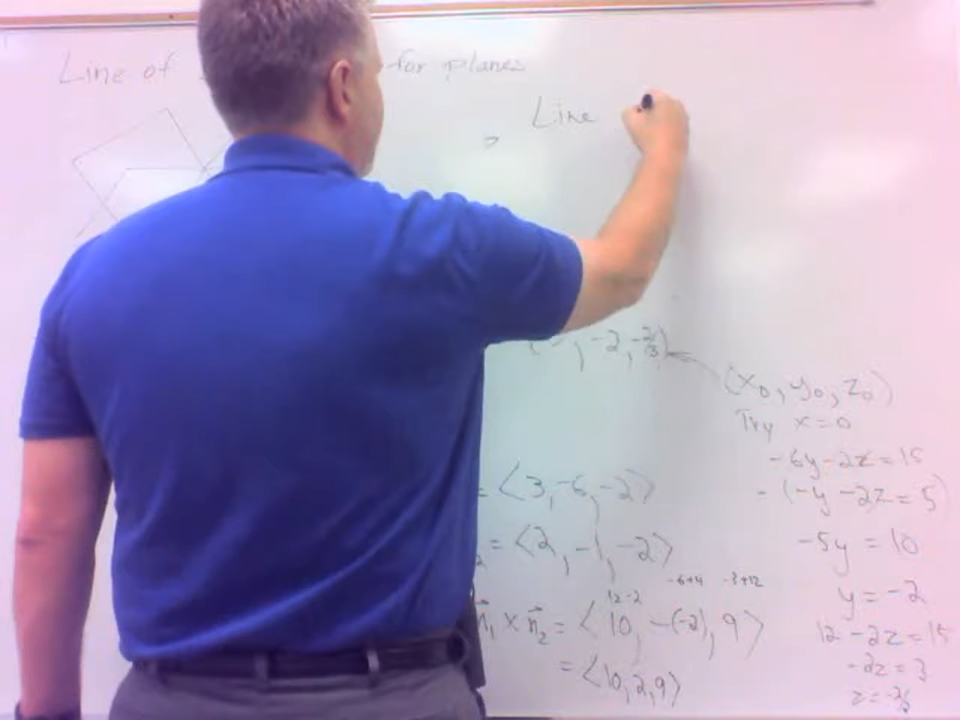 Line of for planes
Line
, -2, -2/3)
(x₀, y₀, z₀)
Try x=0
-6y-2z=15
- (-y-2z=5)
-5y = 10
y=-2
12-2z=15
-2z=3
= ⟨3,-6,-2⟩
₂ = ⟨2, -1, -2⟩
-6+4 -3+12
12-2
n⃗₁ × n⃗₂ = ⟨10, -(-2), 9⟩
= ⟨10,2,9⟩